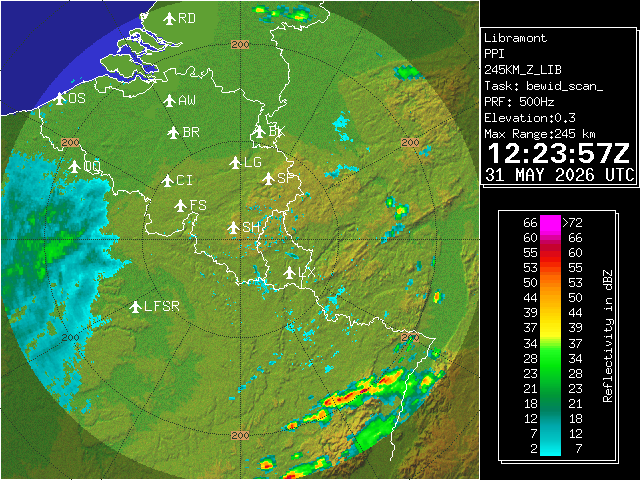 Libramont
PPI
245KM_Z_LIB
Task: bewid_scan_
PRF: 500Hz
Elevation:0.3
Max Range:245 km
12:23:57Z
31 MAY 2026 UTC
RD
200
OS
AW
BR
BK
200
200
QQ
LG
CI
SP
FS
SH
LX
LFSR
200
200
200
66 >72
60 66
55 60
53 55
50 53
44 50
39 44
37 39
34 37
28 34
23 28
21 23
18 21
12 18
7 12
2 7
Reflectivity in dBZ